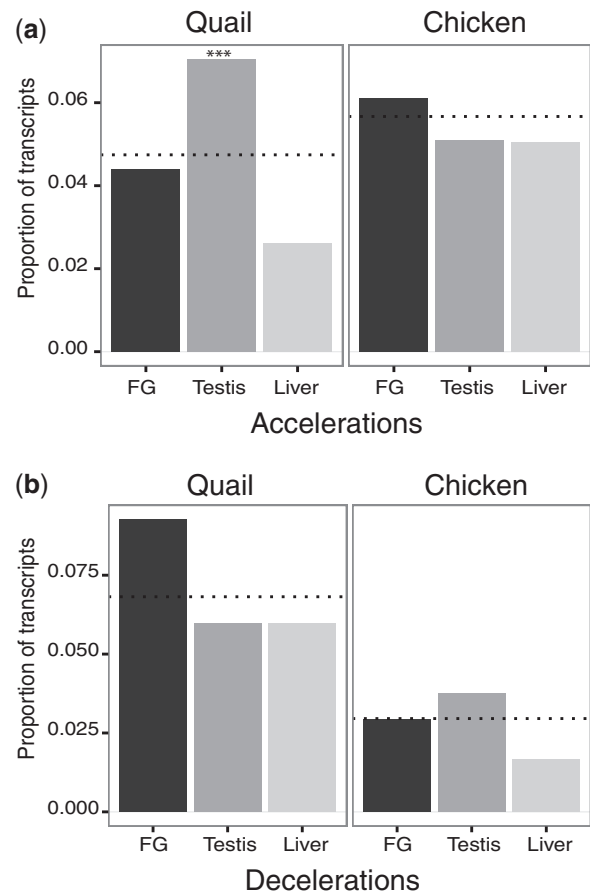 (a)
Quail Chicken
***
Proportion of transcripts
0.06
0.04
0.02
0.00
FG Testis Liver FG Testis Liver
Accelerations
(b)
Quail Chicken
Proportion of transcripts
0.075
0.050
0.025
0.000
FG Testis Liver FG Testis Liver
Decelerations